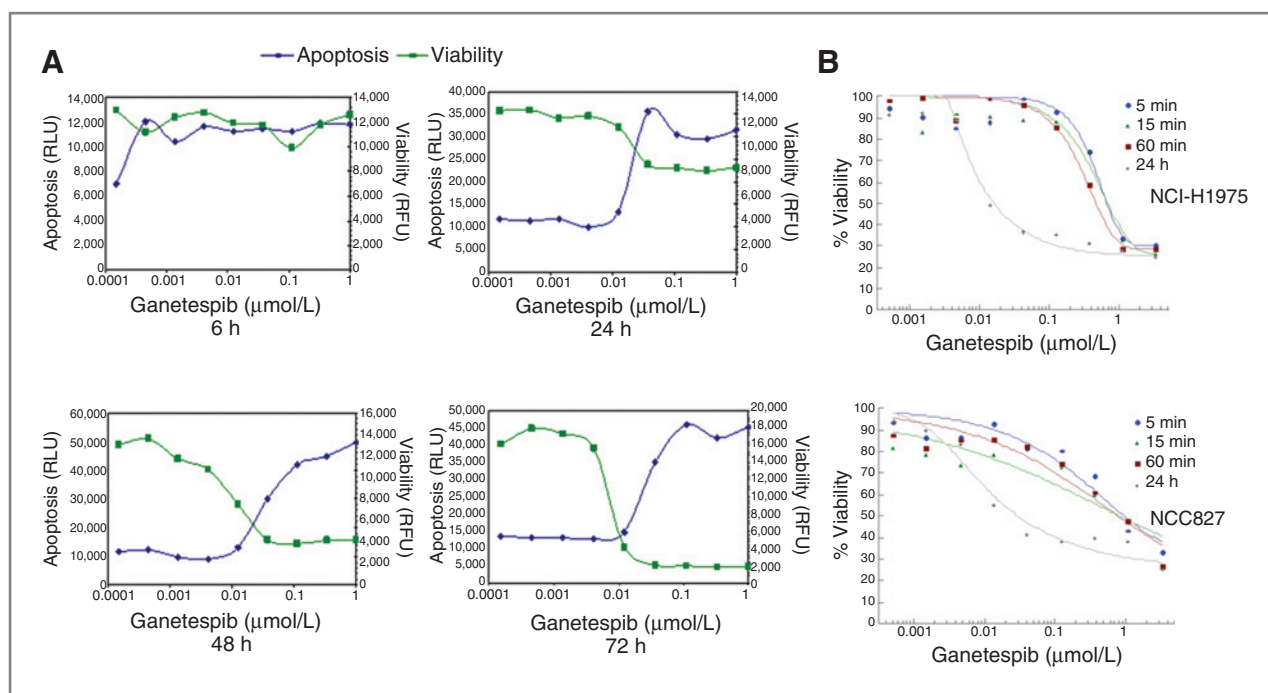 A
Apoptosis Viability
14,000
12,000
10,000
8,000
6,000
4,000
2,000
0
Apoptosis (RLU)
14,000
12,000
10,000
8,000
6,000
4,000
2,000
0
Viability (RFU)
0.0001 0.001 0.01 0.1 1
Ganetespib (μmol/L)
6 h
40,000
35,000
30,000
25,000
20,000
15,000
10,000
5,000
0
Apoptosis (RLU)
14,000
12,000
10,000
8,000
6,000
4,000
2,000
0
Viability (RFU)
0.0001 0.001 0.01 0.1 1
Ganetespib (μmol/L)
24 h
60,000
50,000
40,000
30,000
20,000
10,000
0
Apoptosis (RLU)
16,000
14,000
12,000
10,000
8,000
6,000
4,000
2,000
0
Viability (RFU)
0.0001 0.001 0.01 0.1 1
Ganetespib (μmol/L)
48 h
50,000
45,000
40,000
35,000
30,000
25,000
20,000
15,000
10,000
5,000
0
Apoptosis (RLU)
20,000
18,000
16,000
14,000
12,000
10,000
8,000
6,000
4,000
2,000
0
Viability (RFU)
0.0001 0.001 0.01 0.1 1
Ganetespib (μmol/L)
72 h
B
100
90
80
70
60
50
40
30
20
10
0
% Viability
5 min
15 min
60 min
24 h
NCI-H1975
0.001 0.01 0.1 1
Ganetespib (μmol/L)
100
90
80
70
60
50
40
30
20
10
0
% Viability
5 min
15 min
60 min
24 h
NCC827
0.001 0.01 0.1 1
Ganetespib (μmol/L)